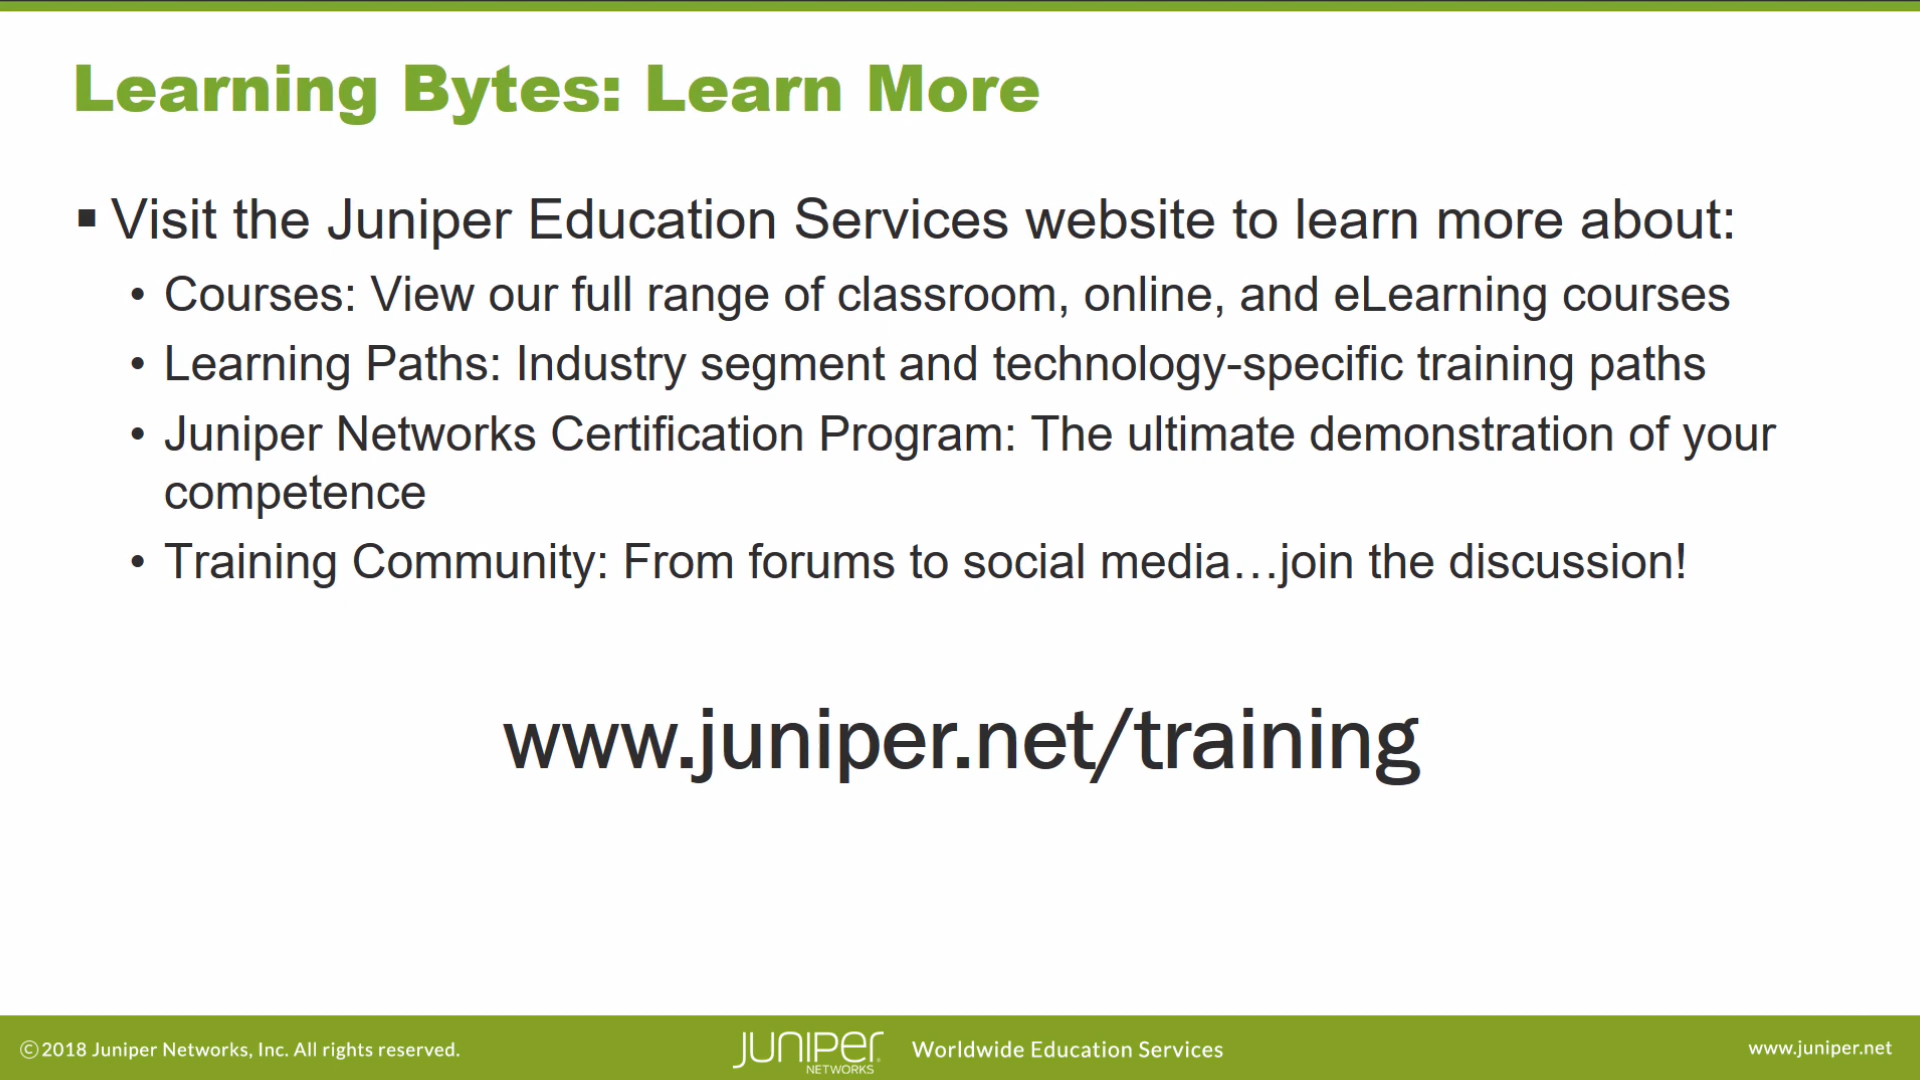 Learning Bytes: Learn More
▪ Visit the Juniper Education Services website to learn more about:
• Courses: View our full range of classroom, online, and eLearning courses
• Learning Paths: Industry segment and technology-specific training paths
• Juniper Networks Certification Program: The ultimate demonstration of your
competence
• Training Community: From forums to social media…join the discussion!
www.juniper.net/training
©2018 Juniper Networks, Inc. All rights reserved.
JUNIPEr
NETWORKS
Worldwide Education Services
www.juniper.net